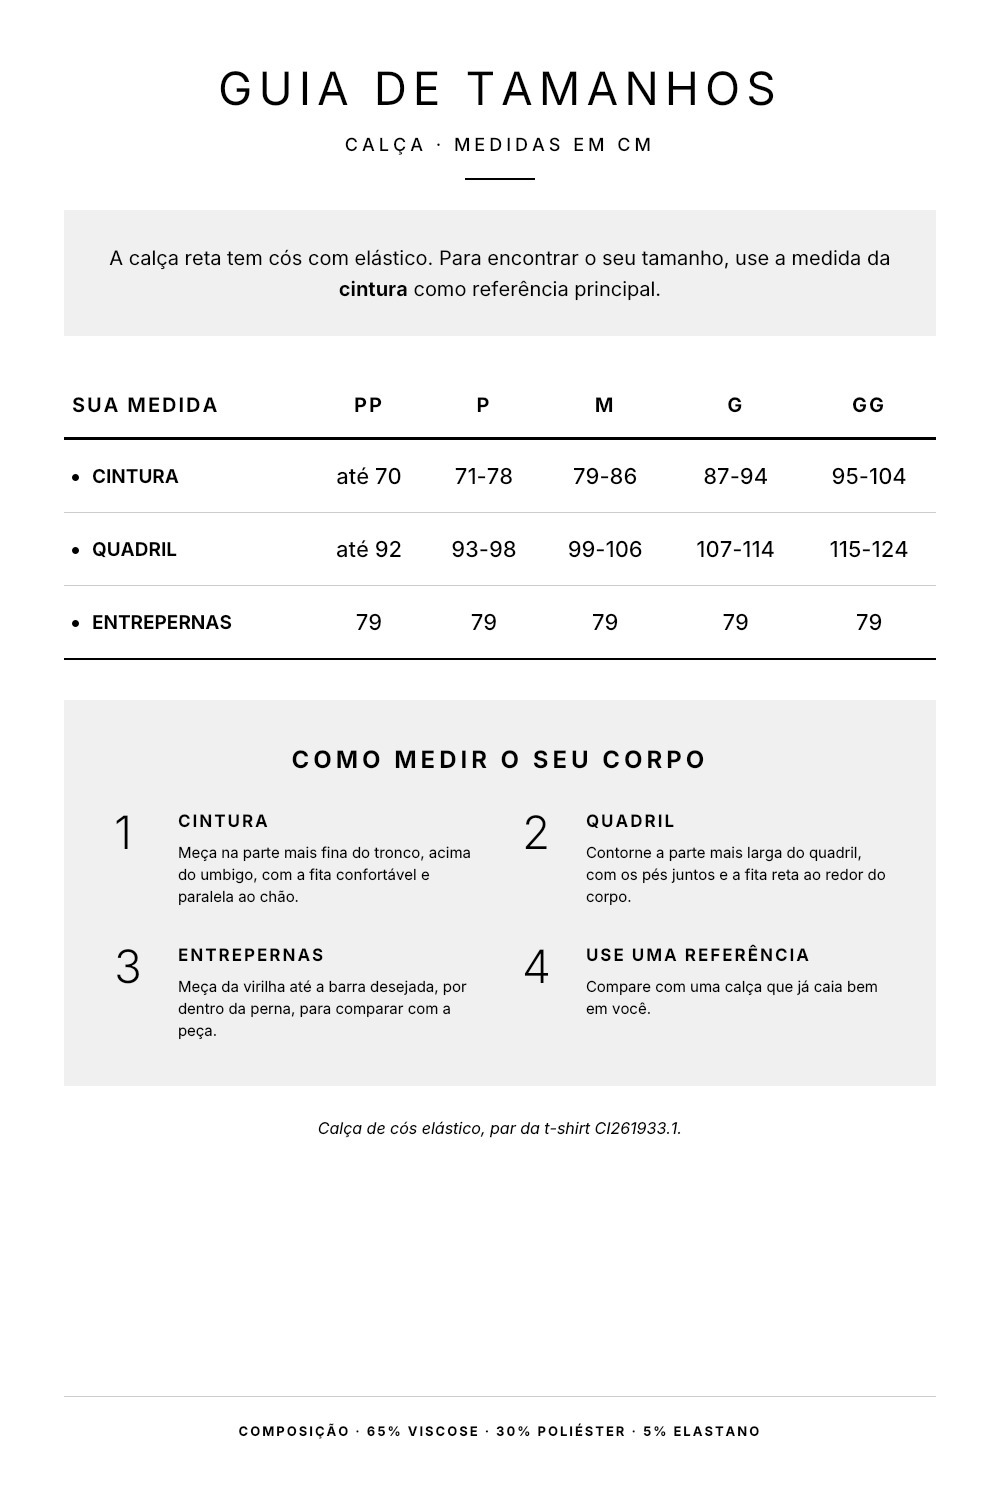 GUIA DE TAMANHOS
CALÇA · MEDIDAS EM CM
A calça reta tem cós com elástico. Para encontrar o seu tamanho, use a medida da
cintura como referência principal.
SUA MEDIDA PP P M G GG
• CINTURA até 70 71-78 79-86 87-94 95-104
• QUADRIL até 92 93-98 99-106 107-114 115-124
• ENTREPERNAS 79 79 79 79 79
COMO MEDIR O SEU CORPO
1 CINTURA
Meça na parte mais fina do tronco, acima
do umbigo, com a fita confortável e
paralela ao chão.
2 QUADRIL
Contorne a parte mais larga do quadril,
com os pés juntos e a fita reta ao redor do
corpo.
3 ENTREPERNAS
Meça da virilha até a barra desejada, por
dentro da perna, para comparar com a
peça.
4 USE UMA REFERÊNCIA
Compare com uma calça que já caia bem
em você.
Calça de cós elástico, par da t-shirt CI261933.1.
COMPOSIÇÃO · 65% VISCOSE · 30% POLIÉSTER · 5% ELASTANO